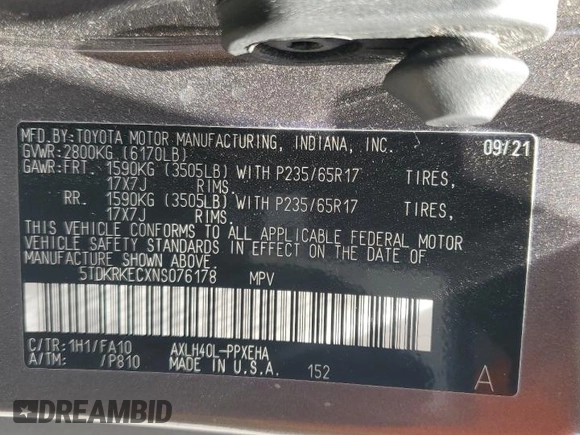 MFD.BY:TOYOTA MOTOR MANUFACTURING, INDIANA, INC. 09/21
GVWR:2800KG (6170LB)
GAWR:FRT. 1590KG (3505LB) WITH P235/65R17 TIRES,
17X7J RIMS.
RR. 1590KG (3505LB) WITH P235/65R17 TIRES,
17X7J RIMS.
THIS VEHICLE CONFORMS TO ALL APPLICABLE FEDERAL MOTOR
VEHICLE SAFETY STANDARDS IN EFFECT ON THE DATE OF
MANUFACTURE SHOWN ABOVE.
5TDKRKECXNS076178 MPV
C/TR:1H1/FA10 AXLH40L-PPXEHA
A/TM: /P810 MADE IN U.S.A. 152 A
DREAMBID